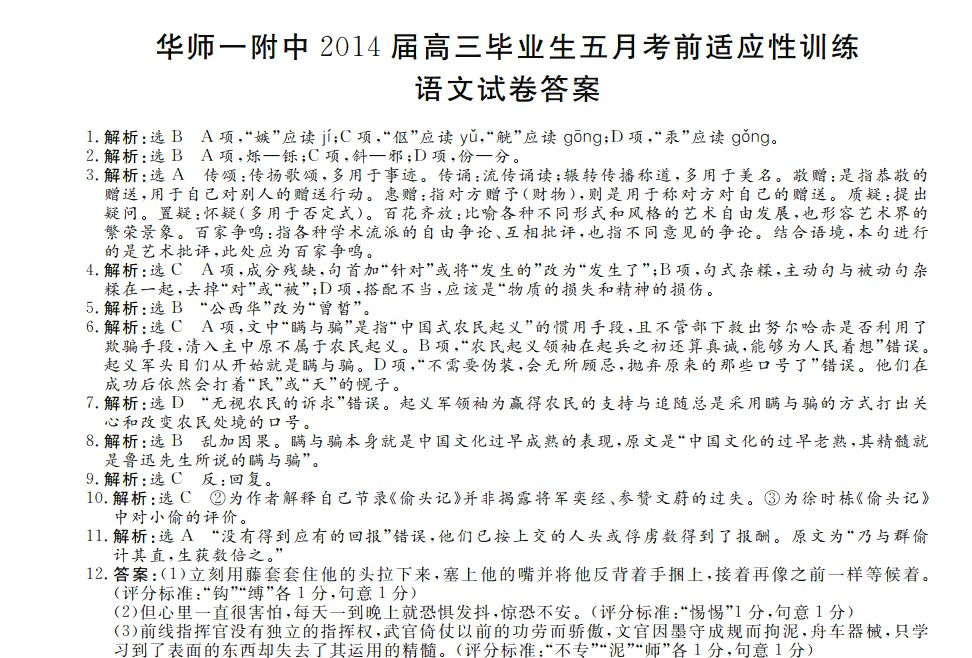 华师一附中 2014 届高三毕业生五月考前适应性训练
语文试卷答案
1. 解析:选 B A 项,“嫉”应读 jí;C 项,“伛”应读 yǔ,“觥”应读 gōng;D 项,“汞”应读 gǒng。
2. 解析:选 B A 项,烁—铄;C 项,斜—邪;D 项,份—分。
3. 解析:选 A 传颂:传扬歌颂,多用于事迹。传诵:流传诵读;辗转传播称道,多用于美名。敬赠:是指恭敬的
赠送,用于自己对别人的赠送行动。惠赠:指对方赠予(财物),则是用于称对方对自己的赠送。质疑:提出
疑问。置疑:怀疑(多用于否定式)。百花齐放:比喻各种不同形式和风格的艺术自由发展,也形容艺术界的
繁荣景象。百家争鸣:指各种学术流派的自由争论、互相批评,也指不同意见的争论。结合语境,本句进行
的是艺术批评,此处应为百家争鸣。
4. 解析:选 C A 项,成分残缺,句首加“针对”或将“发生的”改为“发生了”;B 项,句式杂糅,主动句与被动句杂
糅在一起,去掉“对”或“被”;D 项,搭配不当,应该是“物质的损失和精神的损伤。
5. 解析:选 B “公西华”改为“曾皙”。
6. 解析:选 C A 项,文中“瞒与骗”是指“中国式农民起义”的惯用手段,且不管部下救出努尔哈赤是否利用了
欺骗手段,清入主中原不属于农民起义。B 项,“农民起义领袖在起兵之初还算真诚,能够为人民着想”错误。
起义军头目们从开始就是瞒与骗。D 项,“不需要伪装,会无所顾忌,抛弃原来的那些口号了”错误。他们在
成功后依然会打着“民”或“天”的幌子。
7. 解析:选 D “无视农民的诉求”错误。起义军领袖为赢得农民的支持与追随总是采用瞒与骗的方式打出关
心和改变农民处境的口号。
8. 解析:选 B 乱加因果。瞒与骗本身就是中国文化过早成熟的表现,原文是“中国文化的过早老熟,其精髓就
是鲁迅先生所说的瞒与骗”。
9. 解析:选 C 反:回复。
10. 解析:选 C ②为作者解释自己节录《偷头记》并非揭露将军奕经、参赞文蔚的过失。③为徐时栋《偷头记》
中对小偷的评价。
11. 解析:选 A “没有得到应有的回报”错误,他们已按上交的人头或俘虏数得到了报酬。原文为“乃与群偷
计其直,生获数倍之。”
12. 答案:(1)立刻用藤套套住他的头拉下来,塞上他的嘴并将他反背着手捆上,接着再像之前一样等候着。
(评分标准:“钩”“缚”各 1 分,句意 1 分)
(2)但心里一直很害怕,每天一到晚上就恐惧发抖,惊恐不安。(评分标准:“惕惕”1 分,句意 1 分)
(3)前线指挥官没有独立的指挥权,武官倚仗以前的功劳而骄傲,文官因墨守成规而拘泥,舟车器械,只学
习到了表面的东西却失去了其运用的精髓。(评分标准:“不专”“泥”“师”各 1 分,句意 1 分)